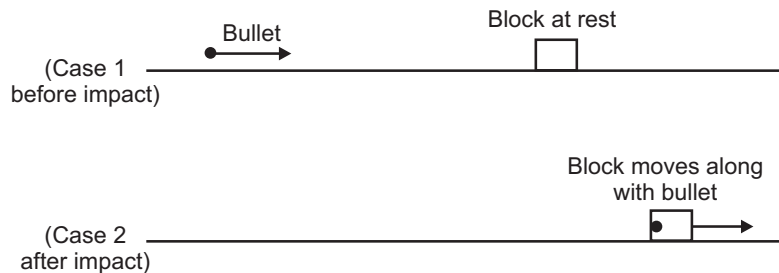 Bullet
Block at rest
(Case 1
before impact)
Block moves along
with bullet
(Case 2
after impact)